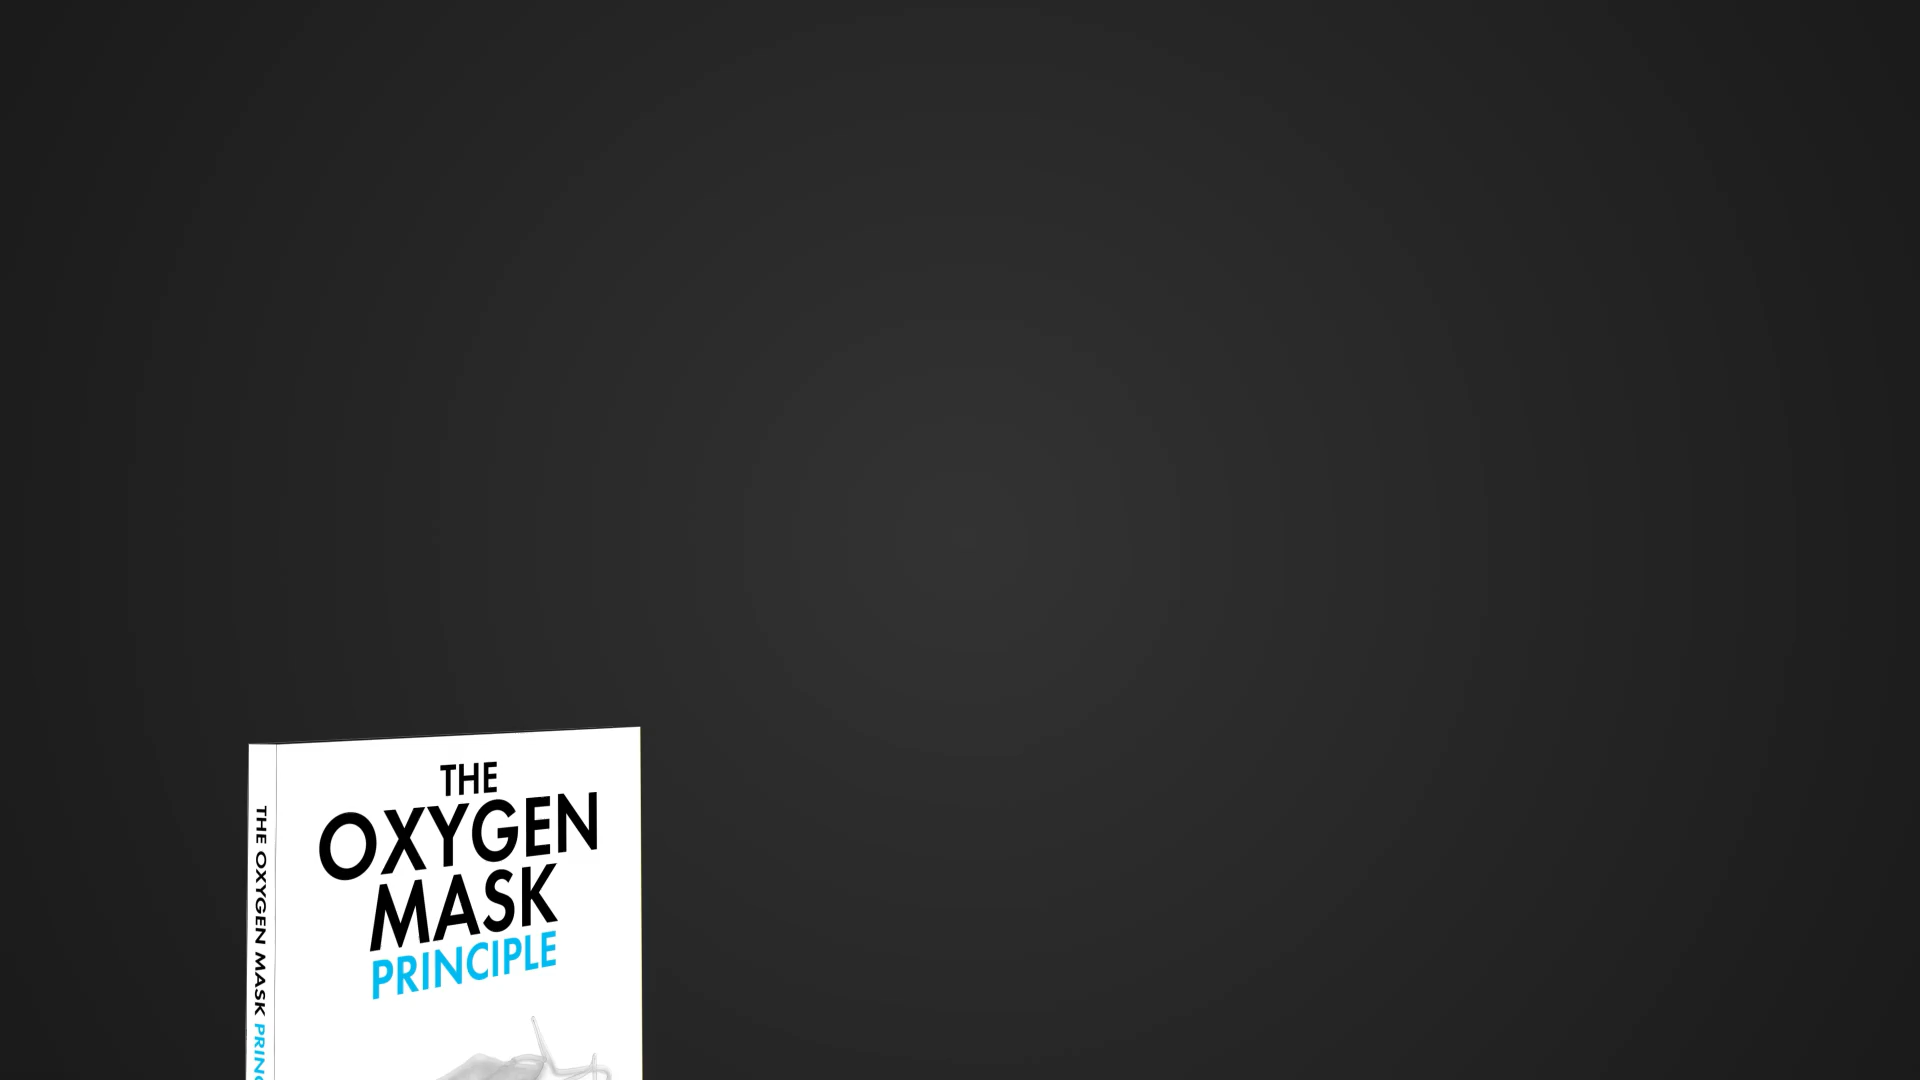 THE
OXYGEN
MASK
PRINCIPLE
THE OXYGEN MASK